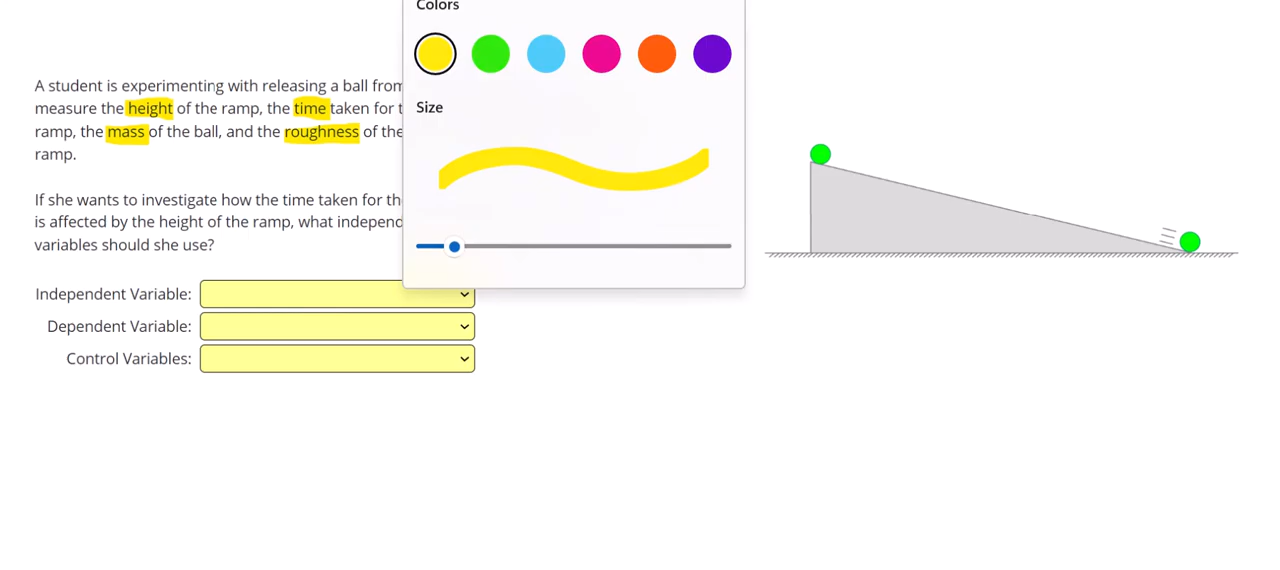 Colors
A student is experimenting with releasing a ball from
measure the height of the ramp, the time taken for t
Size
ramp, the mass of the ball, and the roughness of the
ramp.
If she wants to investigate how the time taken for th
is affected by the height of the ramp, what independ
variables should she use?
Independent Variable:
Dependent Variable:
Control Variables: